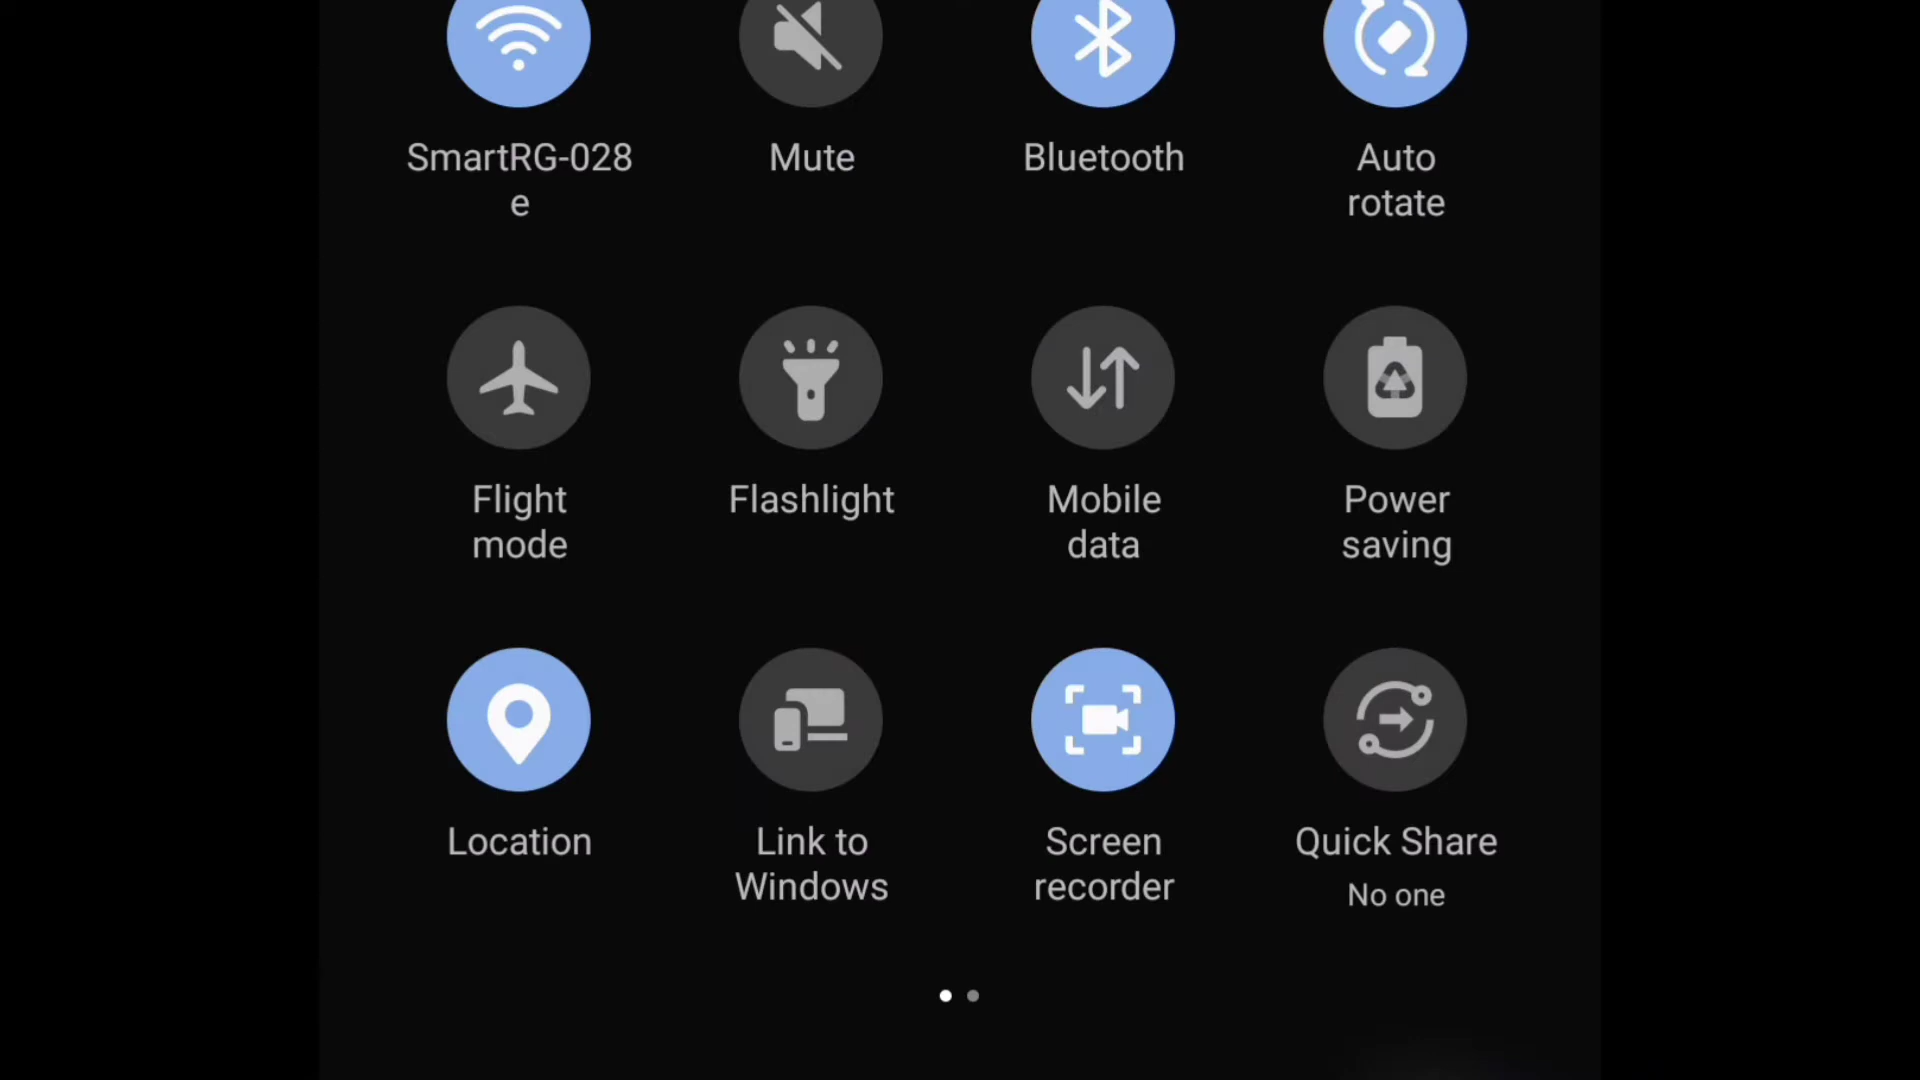 SmartRG-028
e
Mute
Bluetooth
Auto
rotate
Flight
mode
Flashlight
Mobile
data
Power
saving
Location
Link to
Windows
Screen
recorder
Quick Share
No one